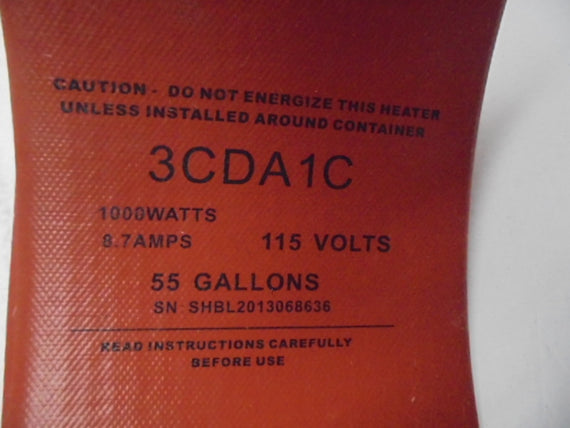 CAUTION - DO NOT ENERGIZE THIS HEATER
UNLESS INSTALLED AROUND CONTAINER
3CDA1C
1000WATTS
8.7AMPS 115 VOLTS
55 GALLONS
SN SHBL2013068636
READ INSTRUCTIONS CAREFULLY
BEFORE USE